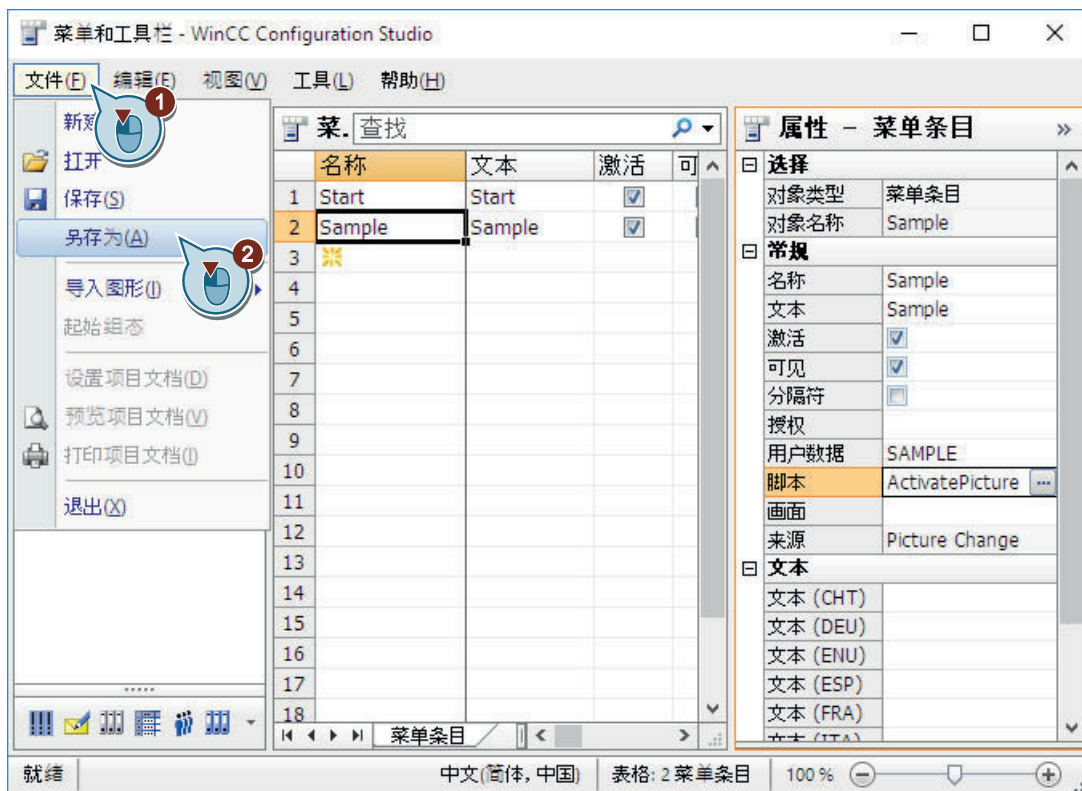 菜单和工具栏 - WinCC Configuration Studio
文件(F) 编辑(E) 视图(V) 工具(L) 帮助(H)
1
新建
打开
保存(S)
另存为(A)
2
导入图形(I)
起始组态
设置项目文档(D)
预览项目文档(V)
打印项目文档(I)
退出(X)
菜. 查找
名称 文本 激活 可
1 Start Start
2 Sample Sample
3
4
5
6
7
8
9
10
11
12
13
14
15
16
17
18
菜单条目
属性 - 菜单条目 »
选择
对象类型 菜单条目
对象名称 Sample
常规
名称 Sample
文本 Sample
激活
可见
分隔符
授权
用户数据 SAMPLE
脚本 ActivatePicture ...
画面
来源 Picture Change
文本
文本 (CHT)
文本 (DEU)
文本 (ENU)
文本 (ESP)
文本 (FRA)
文本 (ITA)
就绪 中文(简体, 中国) 表格: 2 菜单条目 100 %